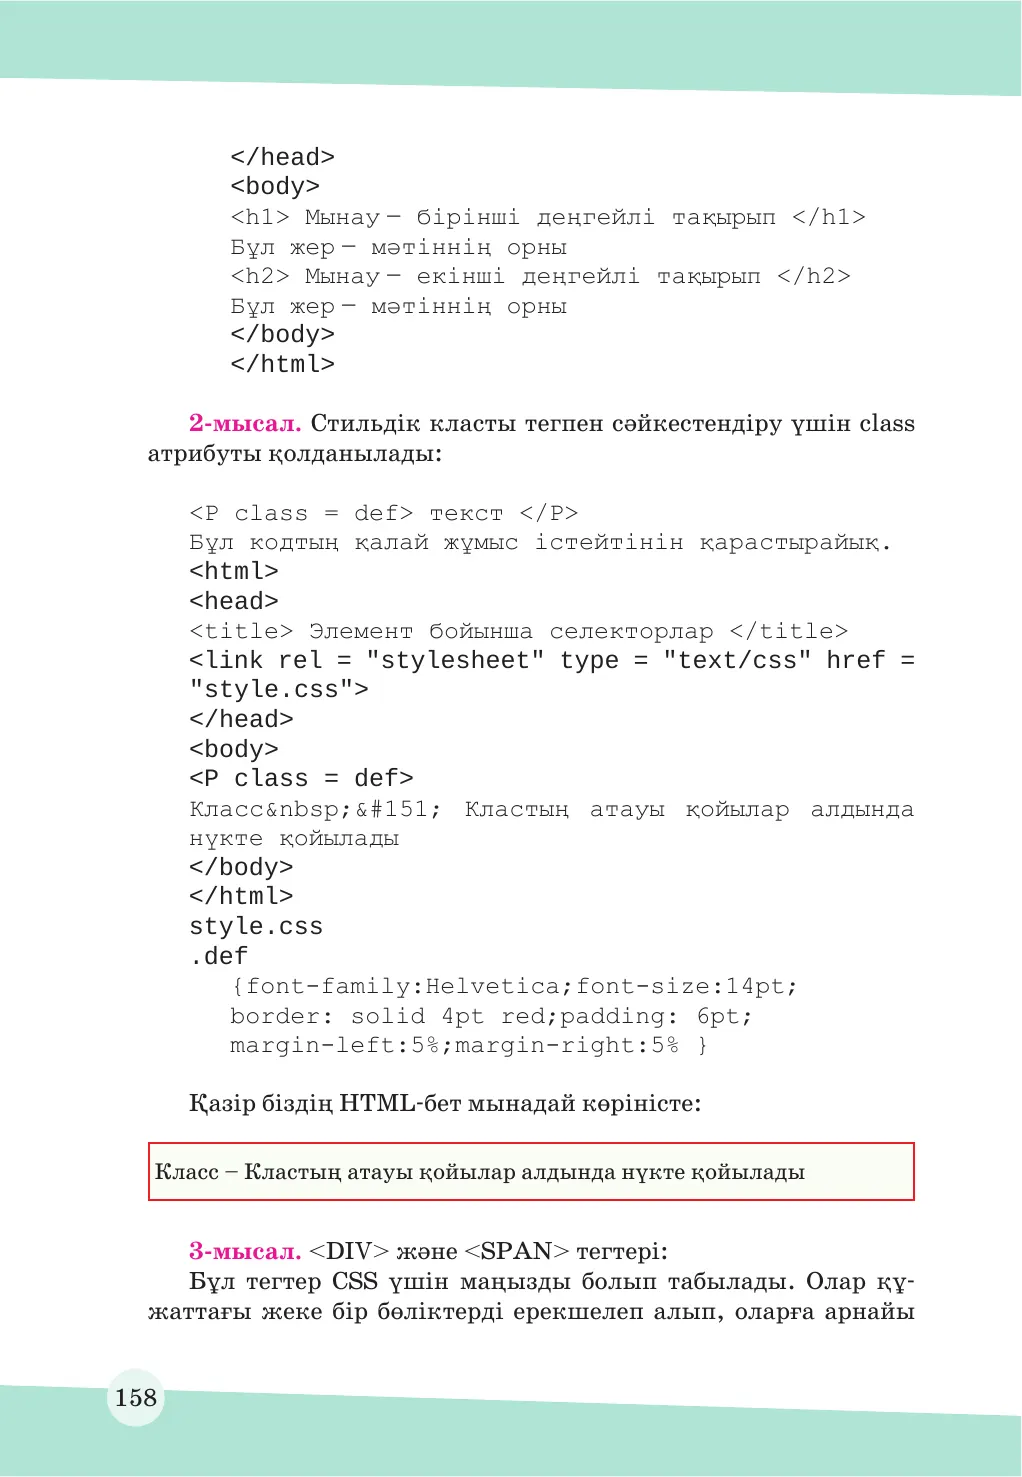 </head>
<body>
<h1> Мынау — бірінші деңгейлі тақырып </h1>
Бұл жер — мәтіннің орны
<h2> Мынау — екінші деңгейлі тақырып </h2>
Бұл жер — мәтіннің орны
</body>
</html>
2-мысал. Стильдік класты тегпен сәйкестендіру үшін class
атрибуты қолданылады:
<P class = def> текст </P>
Бұл кодтың қалай жұмыс істейтінін қарастырайық.
<html>
<head>
<title> Элемент бойынша селекторлар </title>
<link rel = "stylesheet" type = "text/css" href =
"style.css">
</head>
<body>
<P class = def>
Класс&nbsp;&#151; Кластың атауы қойылар алдында
нүкте қойылады
</body>
</html>
style.css
.def
{font-family:Helvetica;font-size:14pt;
border: solid 4pt red;padding: 6pt;
margin-left:5%;margin-right:5% }
Қазір біздің HTML-бет мынадай көріністе:
Класс – Кластың атауы қойылар алдында нүкте қойылады
3-мысал. <DIV> және <SPAN> тегтері:
Бұл тегтер CSS үшін маңызды болып табылады. Олар құ-
жаттағы жеке бір бөліктерді ерекшелеп алып, оларға арнайы
158